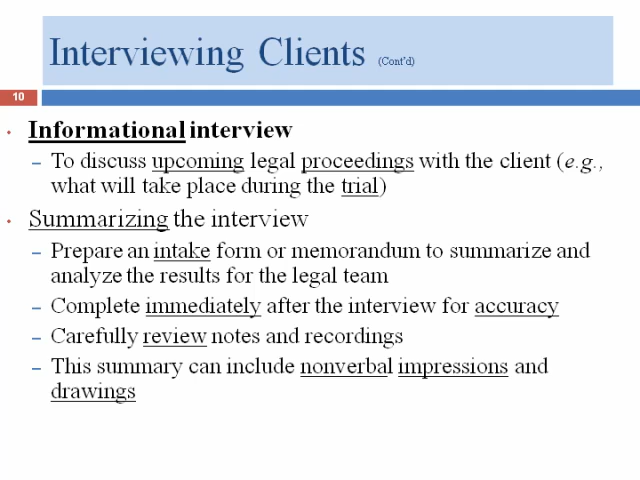 Interviewing Clients (Cont'd)
10
• Informational interview
– To discuss upcoming legal proceedings with the client (e.g.,
what will take place during the trial)
• Summarizing the interview
– Prepare an intake form or memorandum to summarize and
analyze the results for the legal team
– Complete immediately after the interview for accuracy
– Carefully review notes and recordings
– This summary can include nonverbal impressions and
drawings